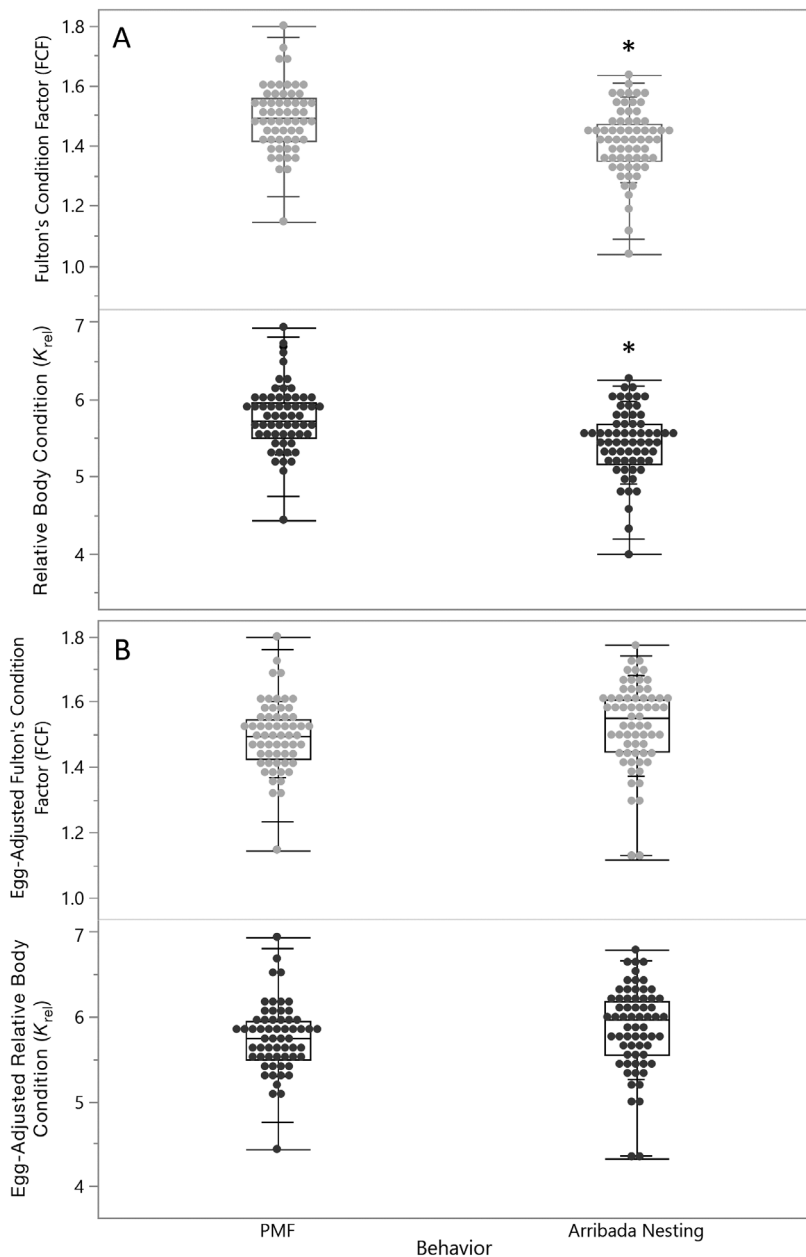 A
*
1.8
1.6
1.4
1.2
1.0
Fulton's Condition Factor (FCF)
*
7
6
5
4
Relative Body Condition (Krel)
B
1.8
1.6
1.4
1.2
1.0
Egg-Adjusted Fulton's Condition
Factor (FCF)
7
6
5
4
Egg-Adjusted Relative Body
Condition (Krel)
PMF
Arribada Nesting
Behavior